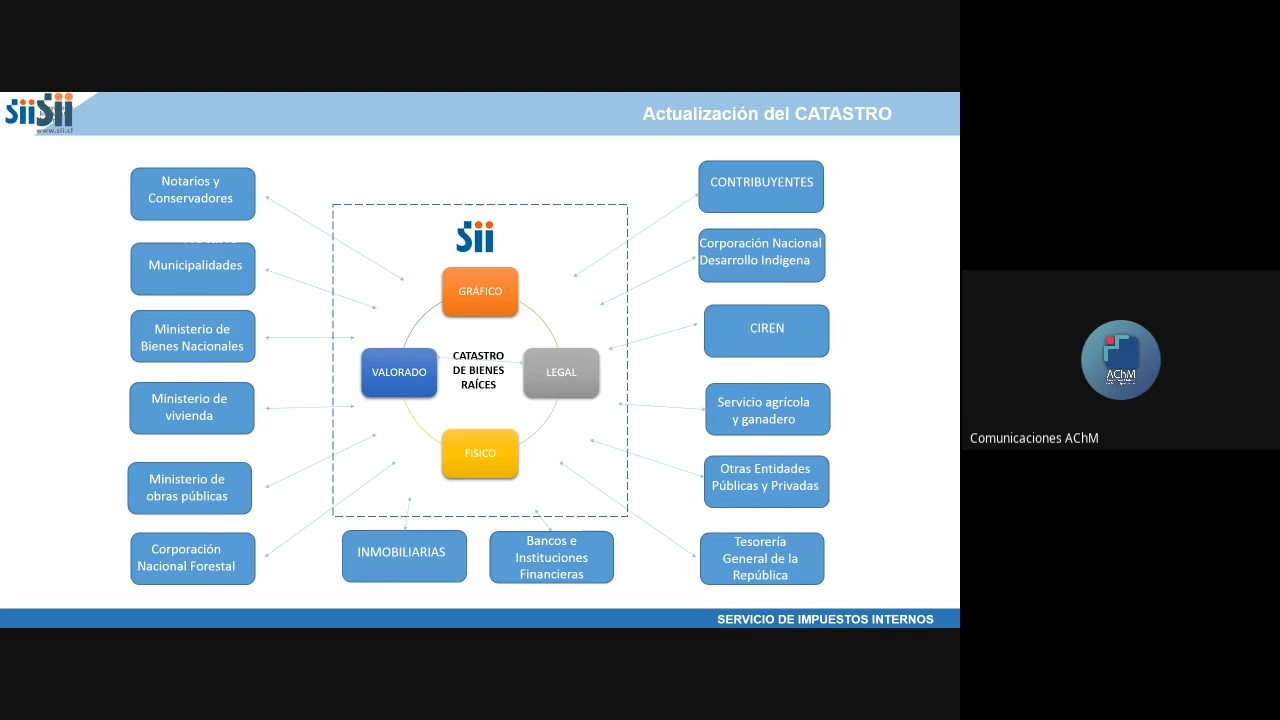 Sii Sii
www.sii.cl
Actualización del CATASTRO
Notarios y
Conservadores
Municipalidades
Ministerio de
Bienes Nacionales
Ministerio de
vivienda
Ministerio de
obras públicas
Corporación
Nacional Forestal
Sii
GRÁFICO
VALORADO
CATASTRO
DE BIENES
RAÍCES
LEGAL
FISICO
INMOBILIARIAS
Bancos e
Instituciones
Financieras
CONTRIBUYENTES
Corporación Nacional
Desarrollo Indigena
CIREN
Servicio agrícola
y ganadero
Otras Entidades
Públicas y Privadas
Tesorería
General de la
República
SERVICIO DE IMPUESTOS INTERNOS
AChM
Comunicaciones AChM